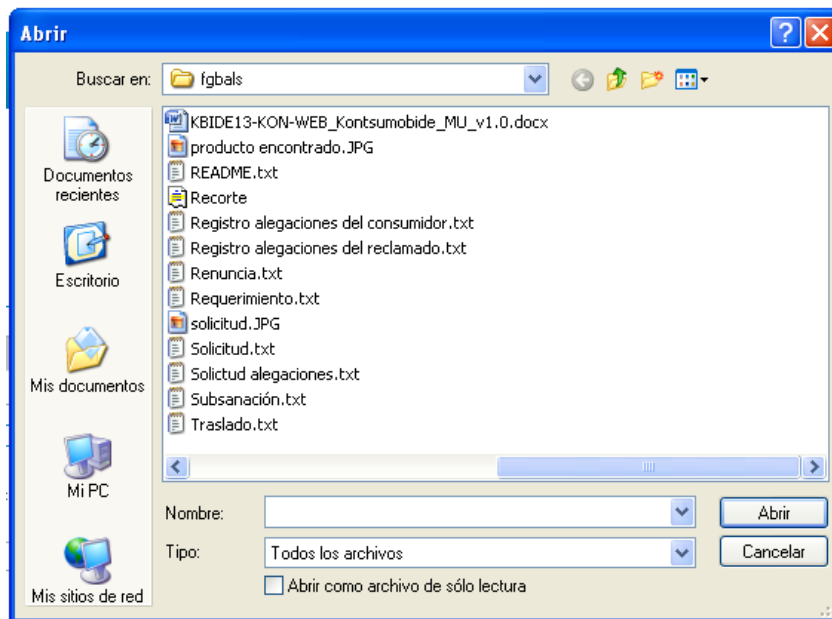 Abrir
Buscar en: fgbals
Documentos
recientes
Escritorio
Mis documentos
Mi PC
Mis sitios de red
KBIDE13-KON-WEB_Kontsumobide_MU_v1.0.docx
producto encontrado.JPG
README.txt
Recorte
Registro alegaciones del consumidor.txt
Registro alegaciones del reclamado.txt
Renuncia.txt
Requerimiento.txt
solicitud.JPG
Solicitud.txt
Solictud alegaciones.txt
Subsanación.txt
Traslado.txt
Nombre: Abrir
Tipo: Todos los archivos Cancelar
Abrir como archivo de sólo lectura